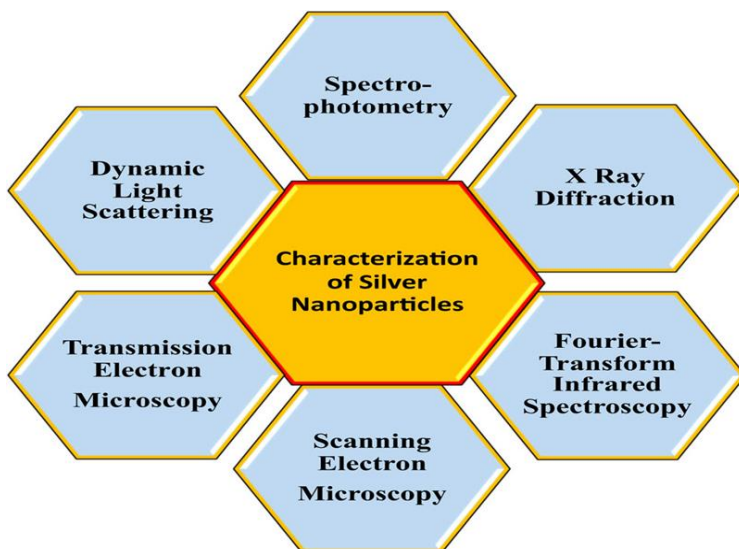 Spectro-
photometry
X Ray
Diffraction
Fourier-
Transform
Infrared
Spectroscopy
Scanning
Electron
Microscopy
Transmission
Electron
Microscopy
Dynamic
Light
Scattering
Characterization
of Silver
Nanoparticles